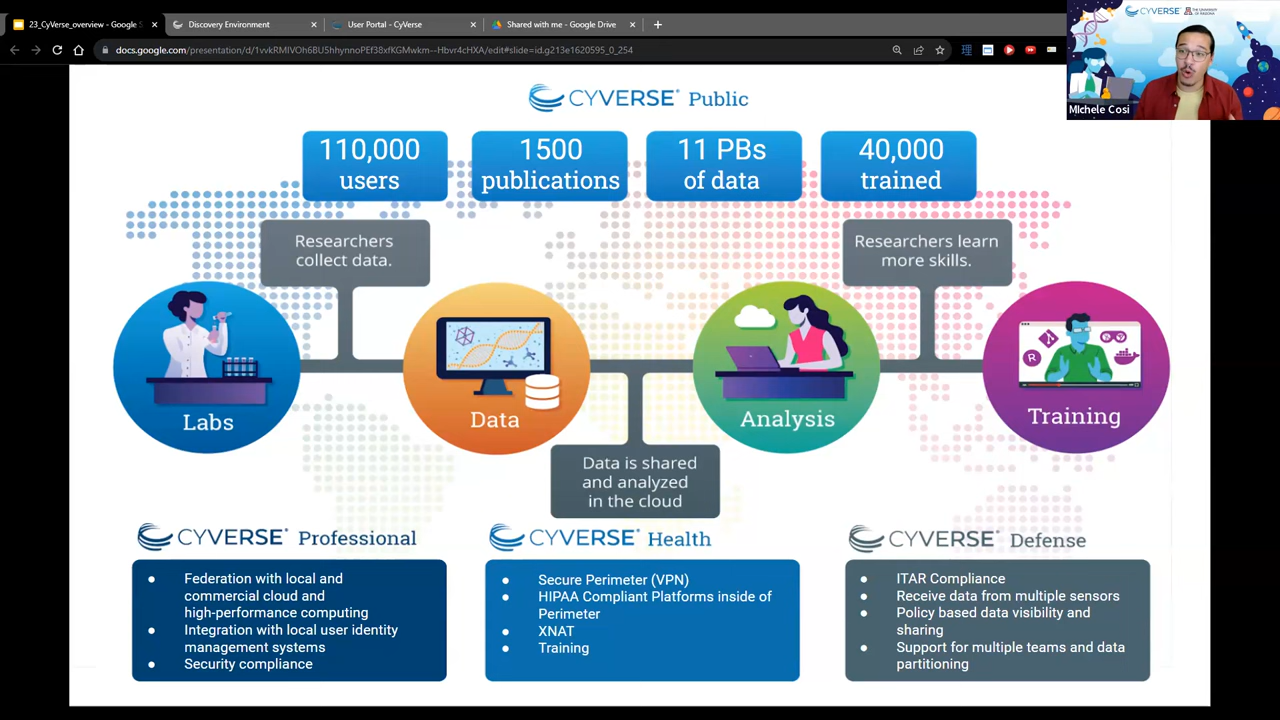 23_CyVerse_overview - Google S
Discovery Environment
User Portal - CyVerse
Shared with me - Google Drive
docs.google.com/presentation/d/1vvkRMIVOh6BU5hhynnoPEf38xfKGMwkm--Hbvr4cHXA/edit#slide=id.g213e1620595_0_254
CYVERSE
MIchele Cosi
CYVERSE® Public
110,000
users
1500
publications
11 PBs
of data
40,000
trained
Researchers
collect data.
Researchers learn
more skills.
R
Labs
Data
Analysis
Training
Data is shared
and analyzed
in the cloud
CYVERSE® Professional
CYVERSE® Health
CYVERSE® Defense
● Federation with local and
commercial cloud and
high-performance computing
● Integration with local user identity
management systems
● Security compliance
● Secure Perimeter (VPN)
● HIPAA Compliant Platforms inside of
Perimeter
● XNAT
● Training
● ITAR Compliance
● Receive data from multiple sensors
● Policy based data visibility and
sharing
● Support for multiple teams and data
partitioning